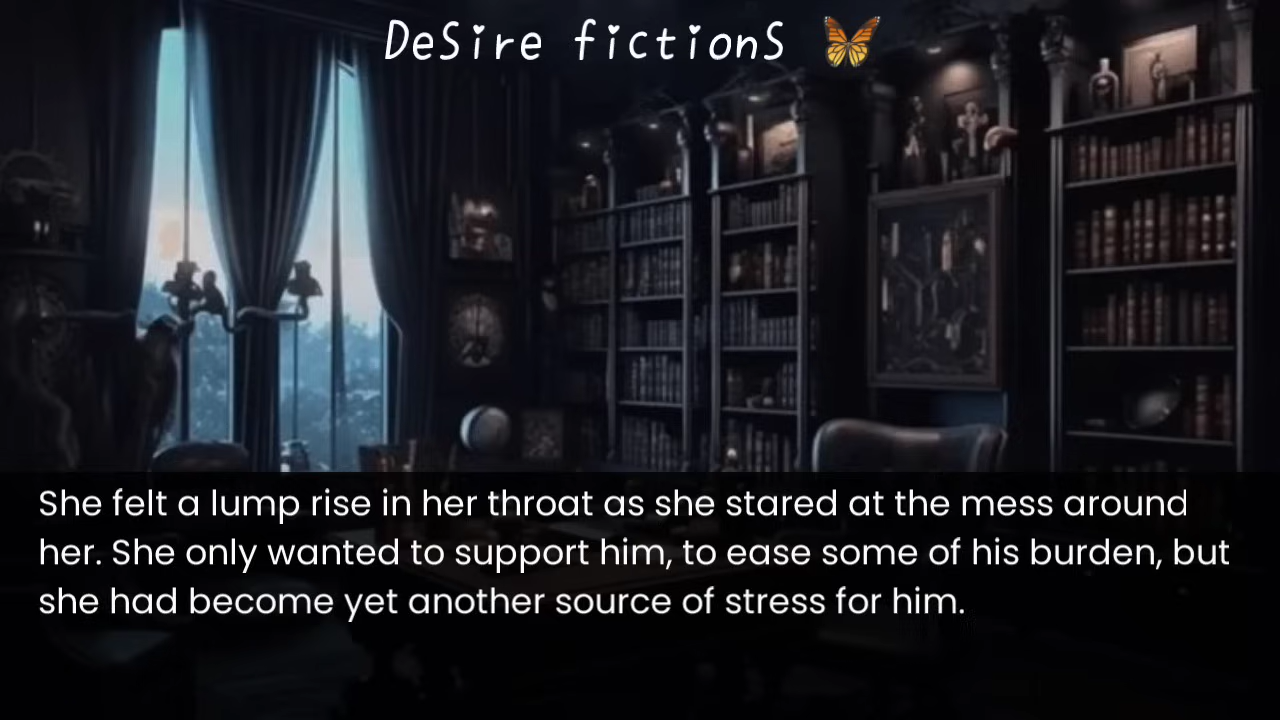 DeSire fictionS 🦋
She felt a lump rise in her throat as she stared at the mess around
her. She only wanted to support him, to ease some of his burden, but
she had become yet another source of stress for him.